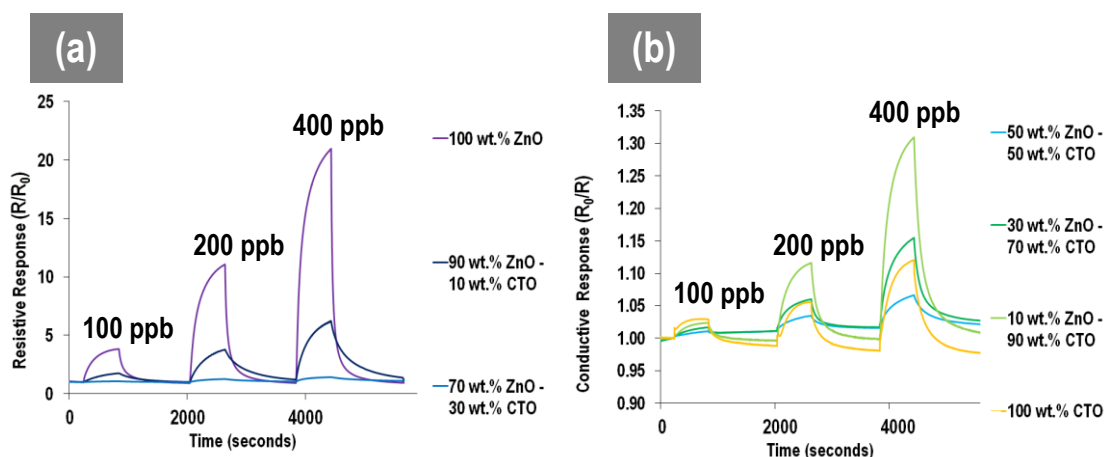 (a)
25
20
15
10
5
0
Resistive Response (R/R0)
0
2000
4000
Time (seconds)
100 ppb
200 ppb
400 ppb
100 wt.% ZnO
90 wt.% ZnO -
10 wt.% CTO
70 wt.% ZnO -
30 wt.% CTO
(b)
1.35
1.30
1.25
1.20
1.15
1.10
1.05
1.00
0.95
0.90
Conductive Response (R0/R)
0
2000
4000
Time (seconds)
100 ppb
200 ppb
400 ppb
50 wt.% ZnO -
50 wt.% CTO
30 wt.% ZnO -
70 wt.% CTO
10 wt.% ZnO -
90 wt.% CTO
100 wt.% CTO